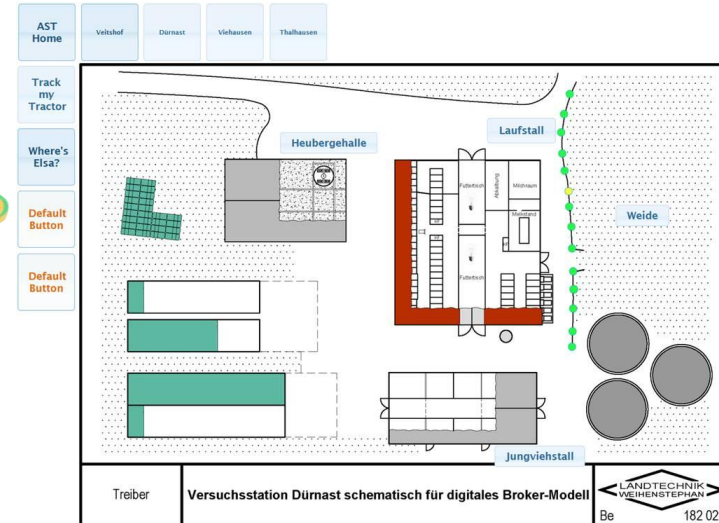 AST
Home
Veitshof
Dürnast
Viehausen
Thalhausen
Track
my
Tractor
Where's
Elsa?
Default
Button
Default
Button
Heubergehalle
Laufstall
Weide
Futtertisch
Abkalbung
Milchraum
Melkstand
Futtertisch
Jungviehstall
Treiber
Versuchsstation Dürnast schematisch für digitales Broker-Modell
LANDTECHNIK
WEIHENSTEPHAN
Be
182 02